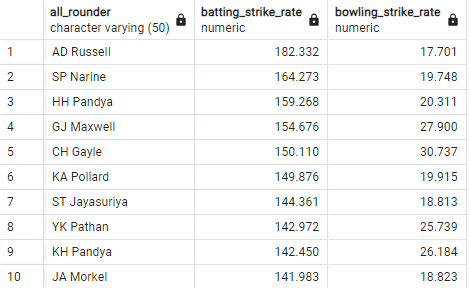 all_rounder batting_strike_rate bowling_strike_rate
character varying (50) numeric numeric
1 AD Russell 182.332 17.701
2 SP Narine 164.273 19.748
3 HH Pandya 159.268 20.311
4 GJ Maxwell 154.676 27.900
5 CH Gayle 150.110 30.737
6 KA Pollard 149.876 19.915
7 ST Jayasuriya 144.361 18.813
8 YK Pathan 142.972 25.739
9 KH Pandya 142.450 26.184
10 JA Morkel 141.983 18.823